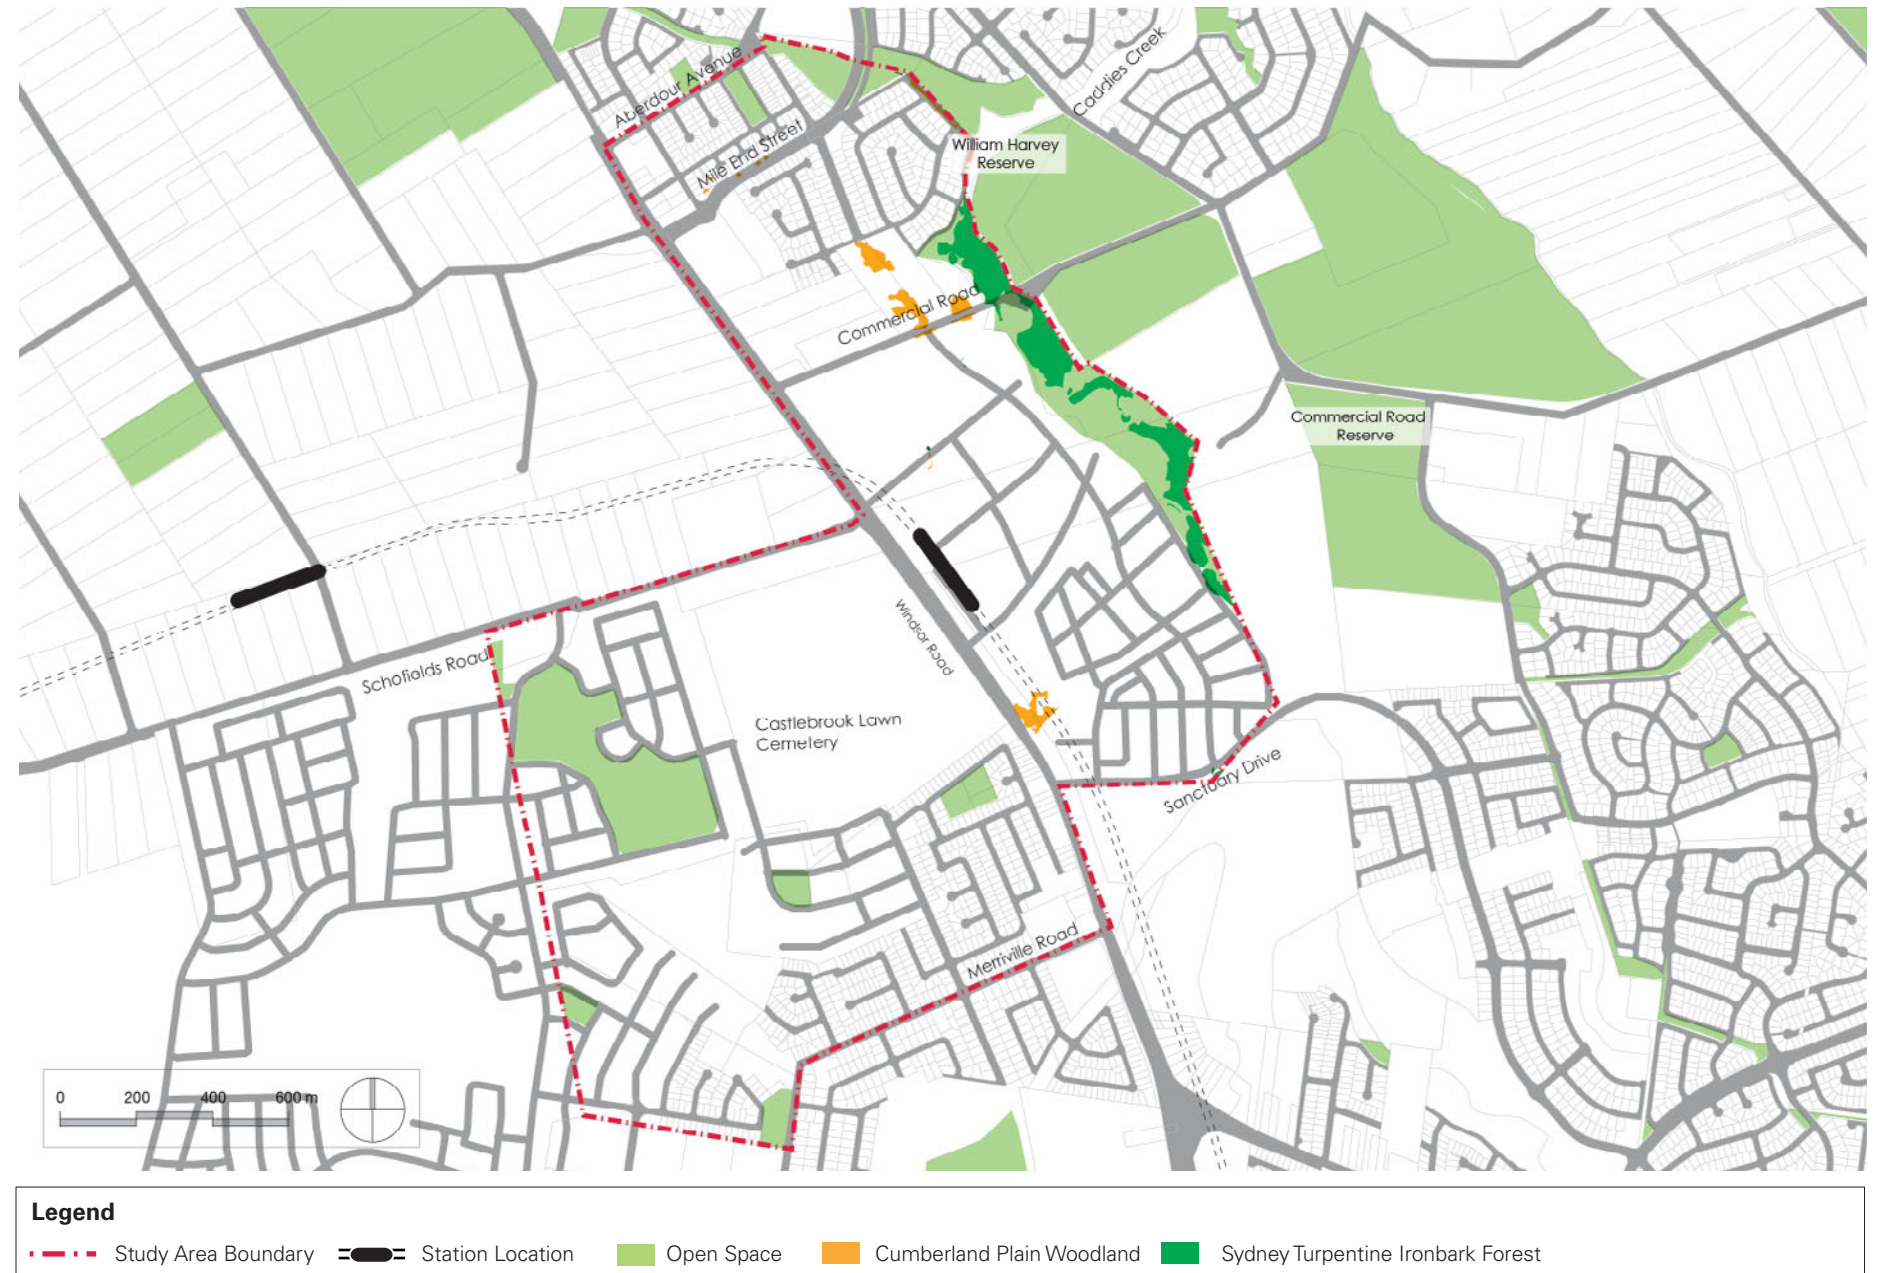 Aberdour Avenue
Caddies Creek
Mile End Street
William Harvey
Reserve
Commercial Road
Commercial Road
Reserve
Windsor Road
Schofields Road
Castlebrook Lawn
Cemetery
Sanctuary Drive
Merriville Road
0 200 400 600 m
Legend
Study Area Boundary Station Location Open Space Cumberland Plain Woodland Sydney Turpentine Ironbark Forest